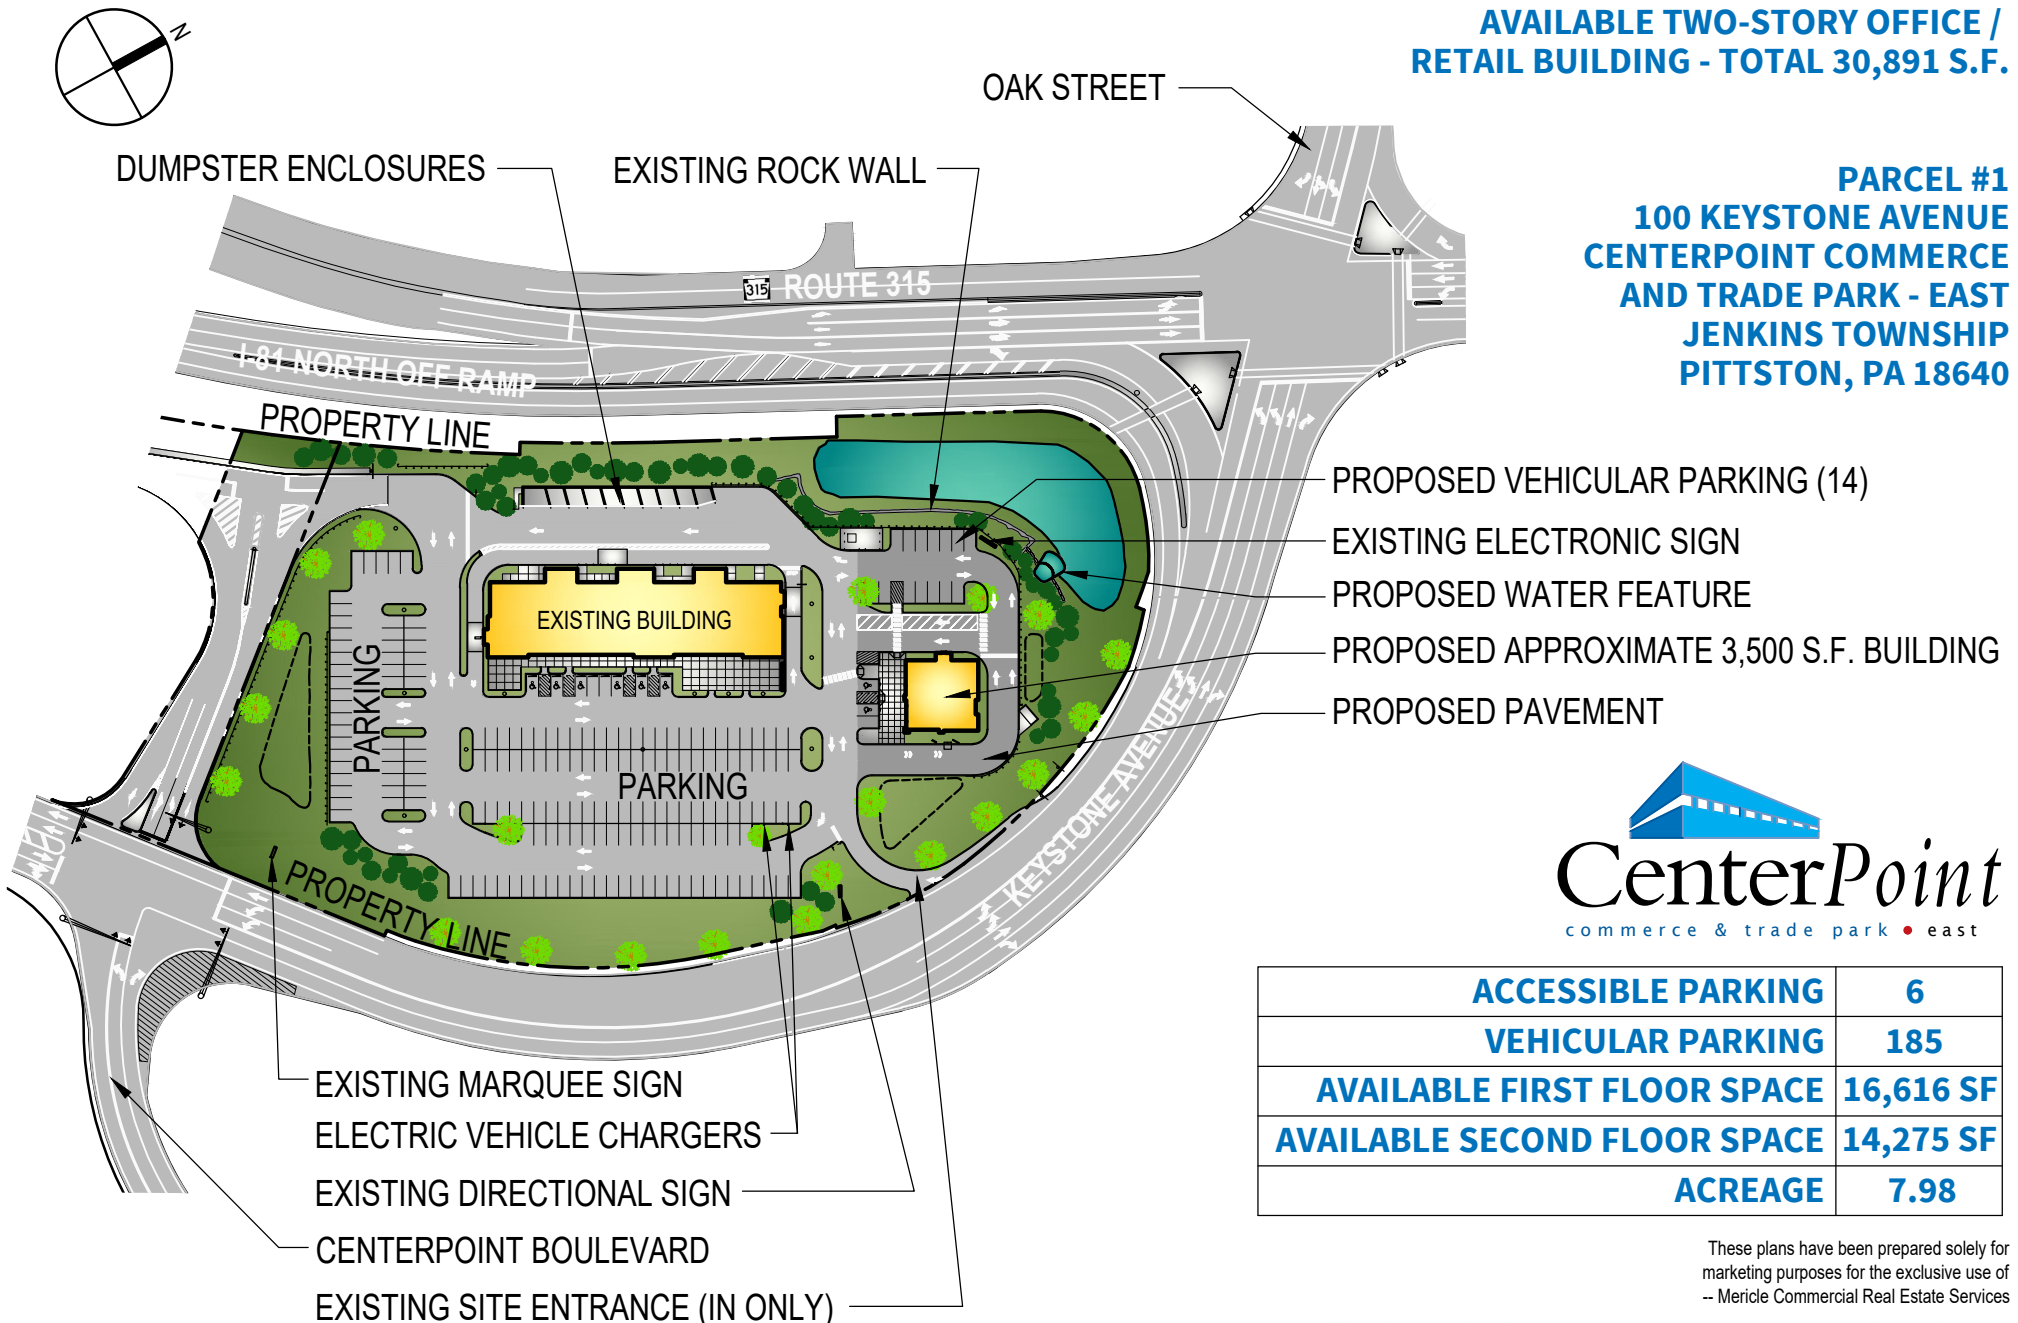 N
AVAILABLE TWO-STORY OFFICE /
RETAIL BUILDING - TOTAL 30,891 S.F.
OAK STREET
DUMPSTER ENCLOSURES
EXISTING ROCK WALL
PARCEL #1
100 KEYSTONE AVENUE
CENTERPOINT COMMERCE
AND TRADE PARK - EAST
JENKINS TOWNSHIP
PITTSTON, PA 18640
315
ROUTE 315
I-81 NORTH OFF RAMP
PROPERTY LINE
PROPOSED VEHICULAR PARKING (14)
EXISTING ELECTRONIC SIGN
PROPOSED WATER FEATURE
PROPOSED APPROXIMATE 3,500 S.F. BUILDING
PROPOSED PAVEMENT
EXISTING BUILDING
PARKING
PARKING
KEYSTONE AVENUE
PROPERTY LINE
CenterPoint
commerce & trade park • east
ACCESSIBLE PARKING 6
VEHICULAR PARKING 185
AVAILABLE FIRST FLOOR SPACE 16,616 SF
AVAILABLE SECOND FLOOR SPACE 14,275 SF
ACREAGE 7.98
EXISTING MARQUEE SIGN
ELECTRIC VEHICLE CHARGERS
EXISTING DIRECTIONAL SIGN
CENTERPOINT BOULEVARD
EXISTING SITE ENTRANCE (IN ONLY)
These plans have been prepared solely for
marketing purposes for the exclusive use of
-- Mericle Commercial Real Estate Services